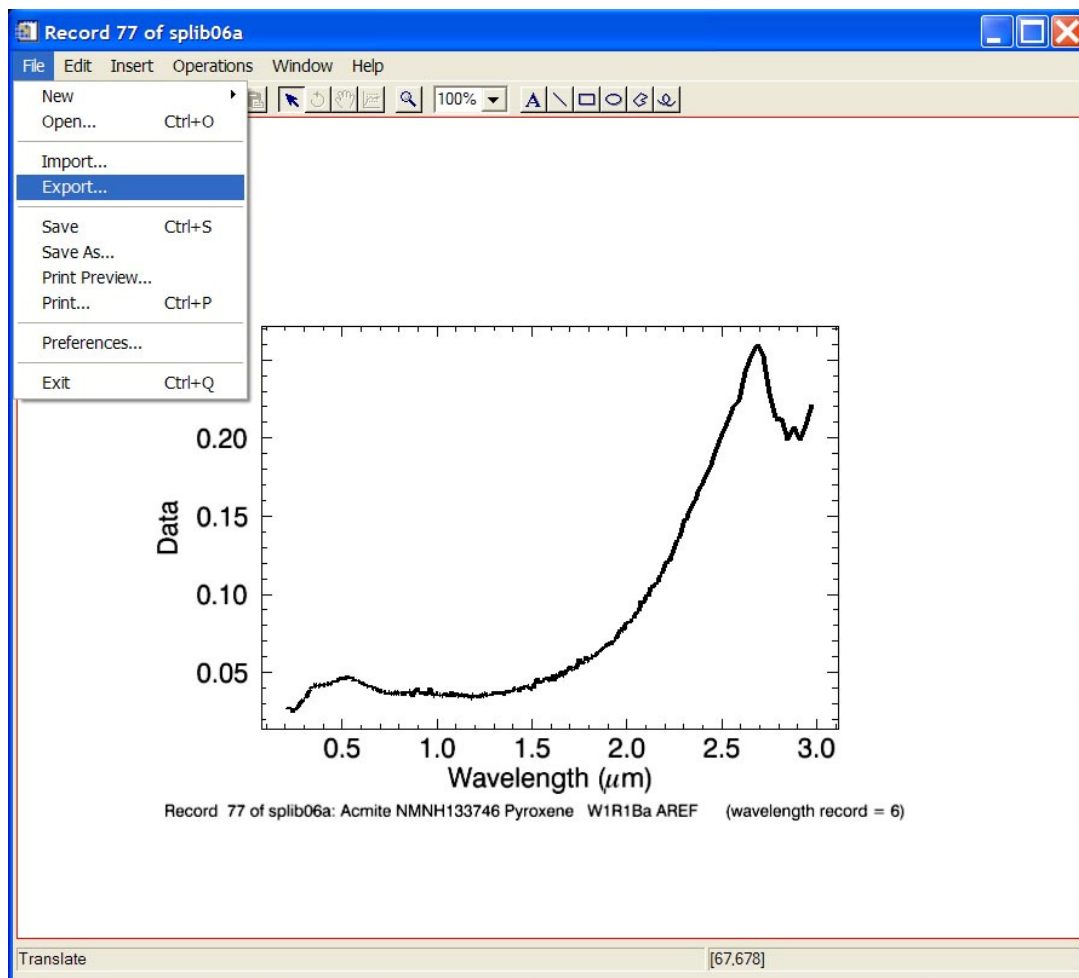 Record 77 of splib06a
File Edit Insert Operations Window Help
100% A
New
Open... Ctrl+O
Import...
Export...
Save Ctrl+S
Save As...
Print Preview...
Print... Ctrl+P
Preferences...
Exit Ctrl+Q
0.20
0.15
0.10
0.05
Data
0.5 1.0 1.5 2.0 2.5 3.0
Wavelength (μm)
Record 77 of splib06a: Acmite NMNH133746 Pyroxene W1R1Ba AREF (wavelength record = 6)
Translate [67,678]